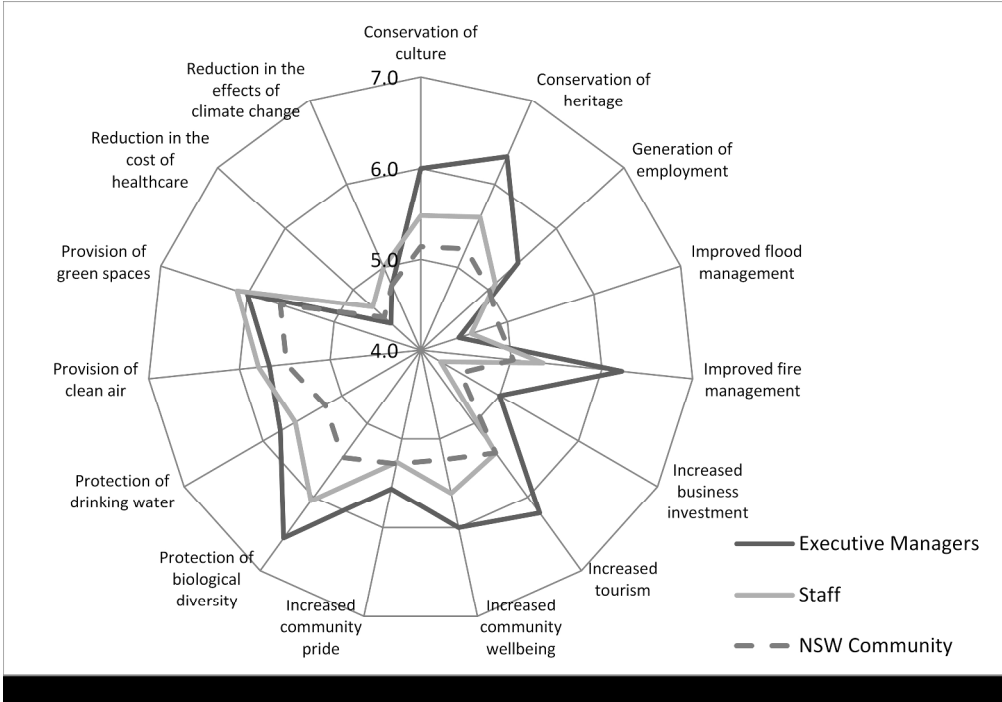 Conservation of
culture
Conservation of
heritage
Generation of
employment
Improved flood
management
Improved fire
management
Increased
business
investment
Increased
tourism
Increased
community
wellbeing
Increased
community
pride
Protection of
biological
diversity
Protection of
drinking water
Provision of
clean air
Provision of
green spaces
Reduction in the
cost of
healthcare
Reduction in the
effects of
climate change
7.0
6.0
5.0
4.0
Executive Managers
Staff
NSW Community